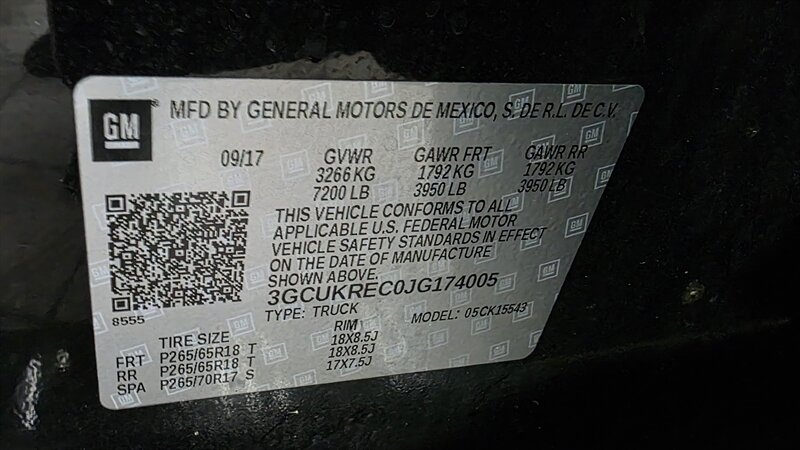 GM ® MFD BY GENERAL MOTORS DE MEXICO, S. DE R.L. DE C.V.
09/17 GVWR GAWR FRT GAWR RR
3266 KG 1792 KG 1792 KG
7200 LB 3950 LB 3950 LB
THIS VEHICLE CONFORMS TO ALL
APPLICABLE U.S. FEDERAL MOTOR
VEHICLE SAFETY STANDARDS IN EFFECT
ON THE DATE OF MANUFACTURE
SHOWN ABOVE.
3GCUKREC0JG174005
8555 TYPE: TRUCK MODEL: 05CK15543
TIRE SIZE RIM
FRT P265/65R18 T 18X8.5J
RR P265/65R18 T 18X8.5J
SPA P265/70R17 S 17X7.5J